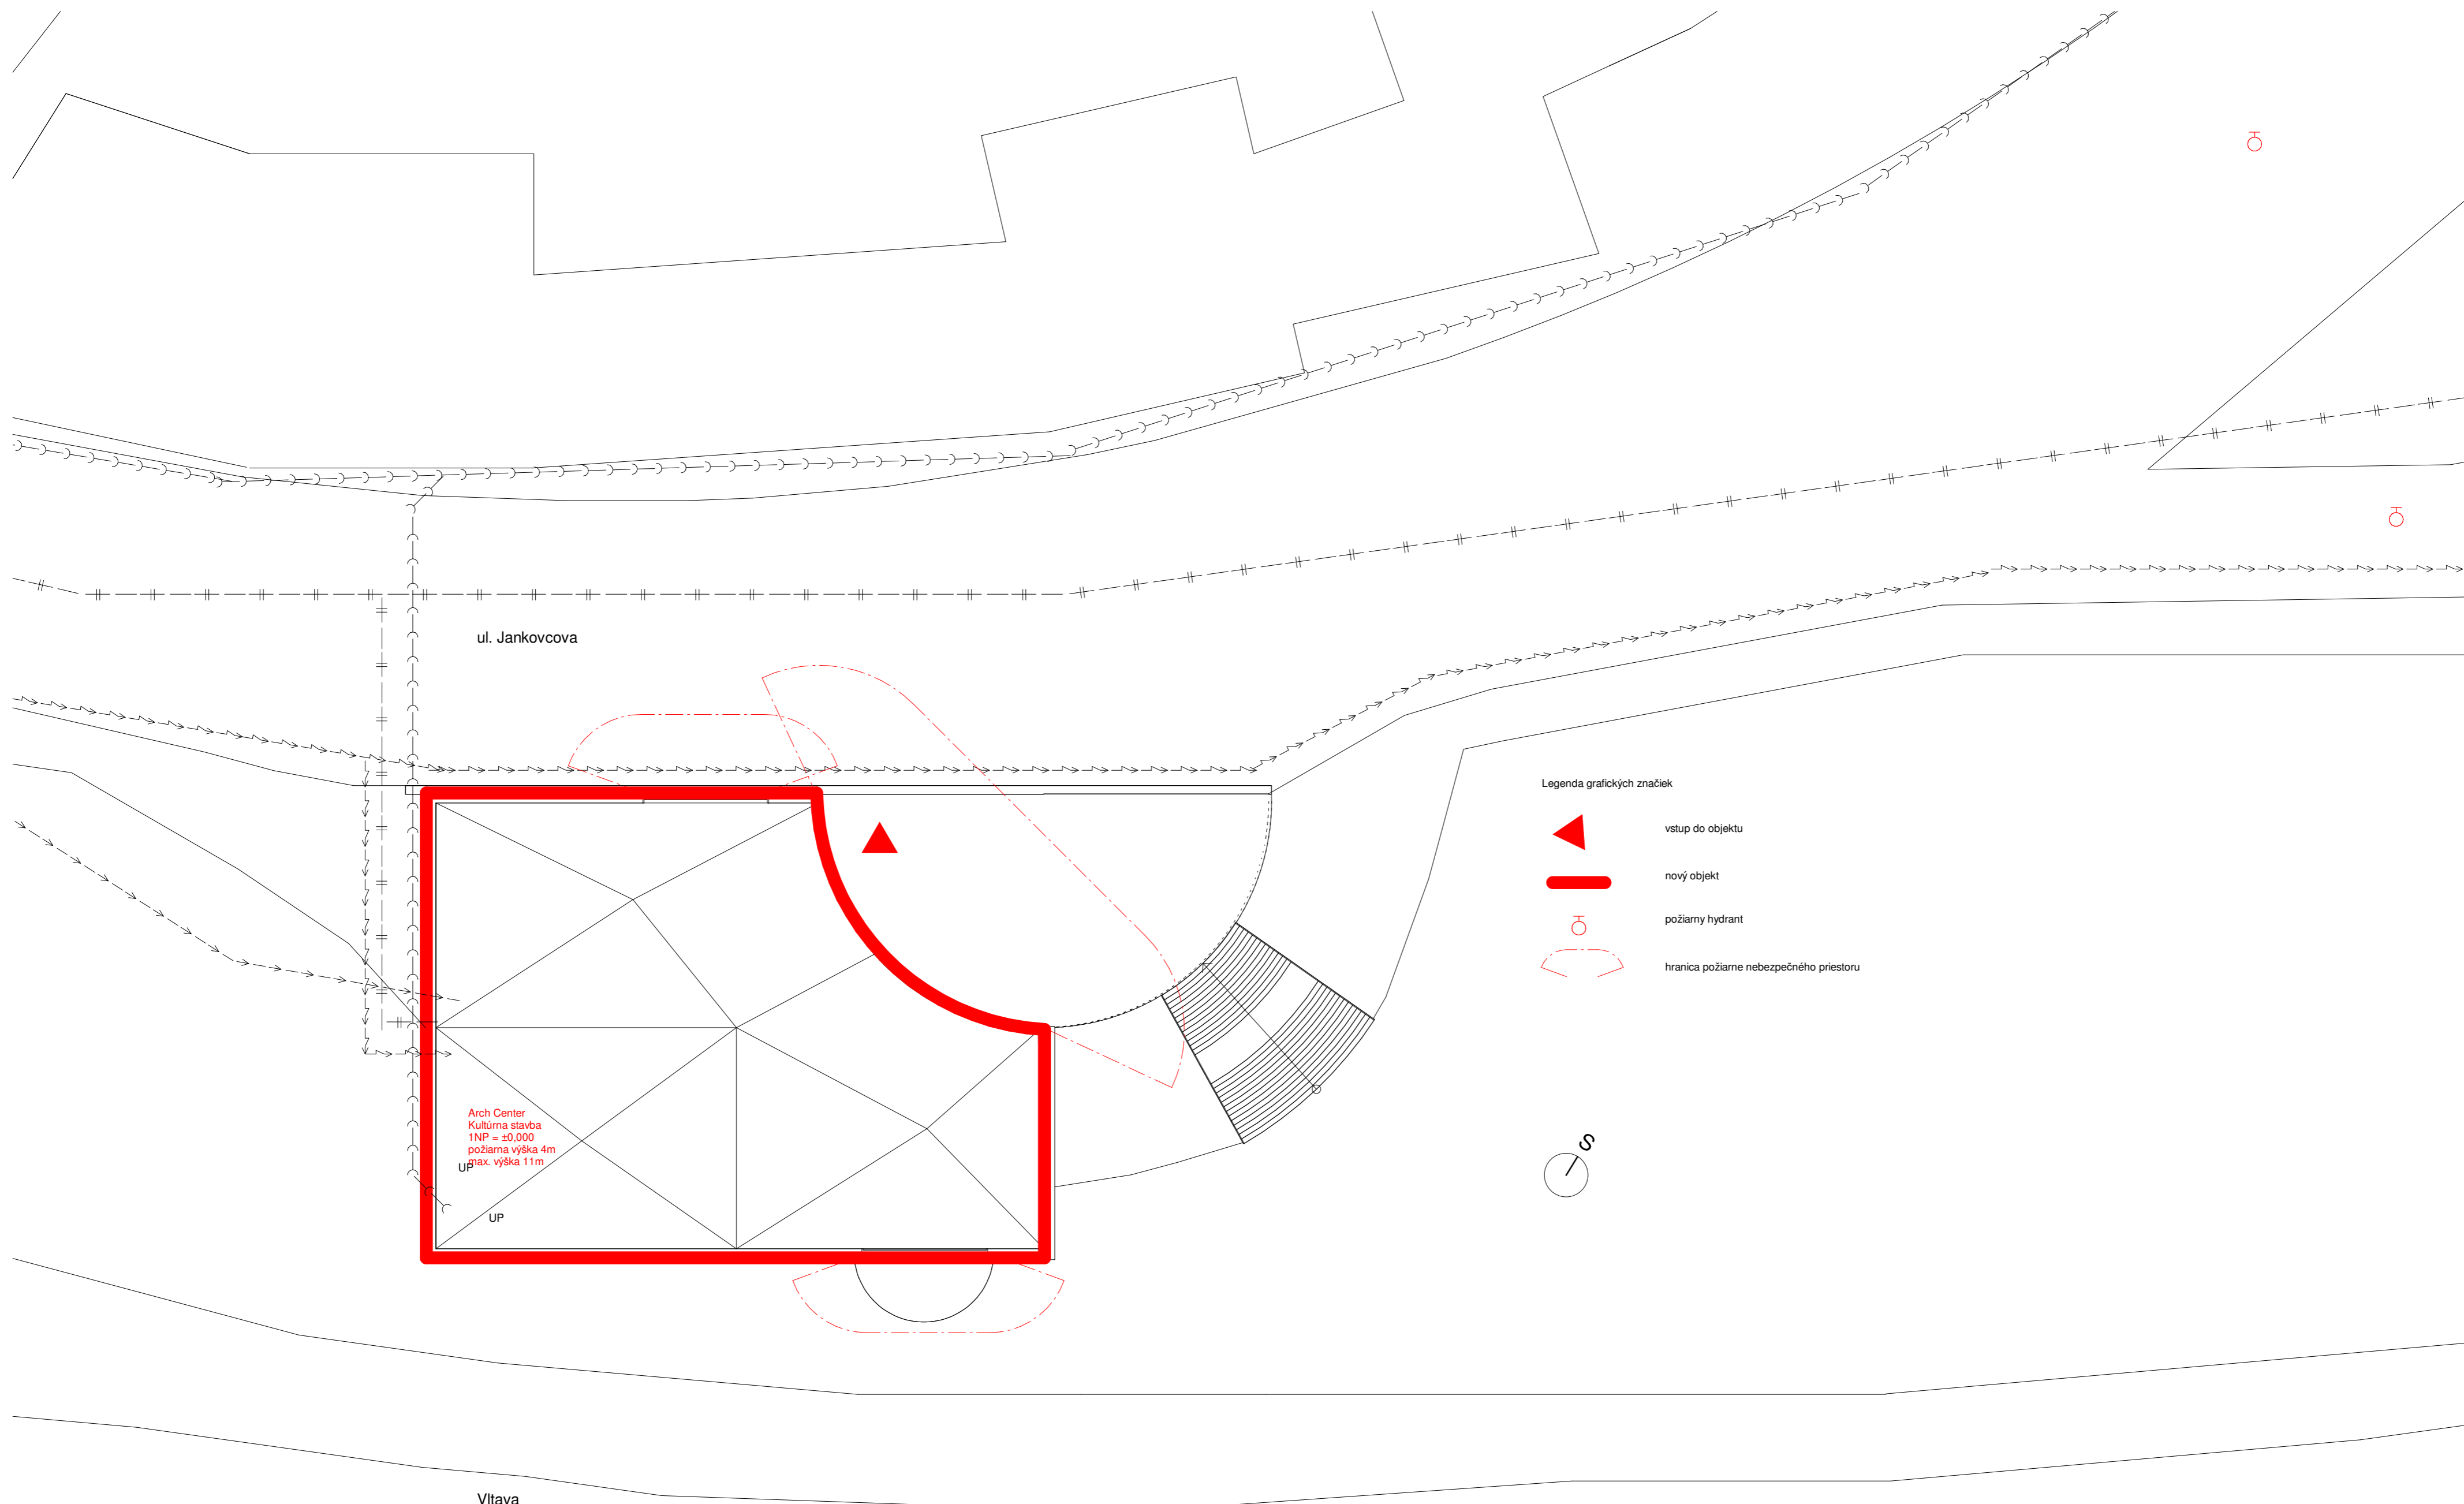 ul. Jankovcova
Legenda grafických značiek
vstup do objektu
nový objekt
požiarny hydrant
hranica požiarne nebezpečného priestoru
Arch Center
Kultúrna stavba
1NP = ±0,000
požiarna výška 4m
max. výška 11m
UP
UP
S
Vltava